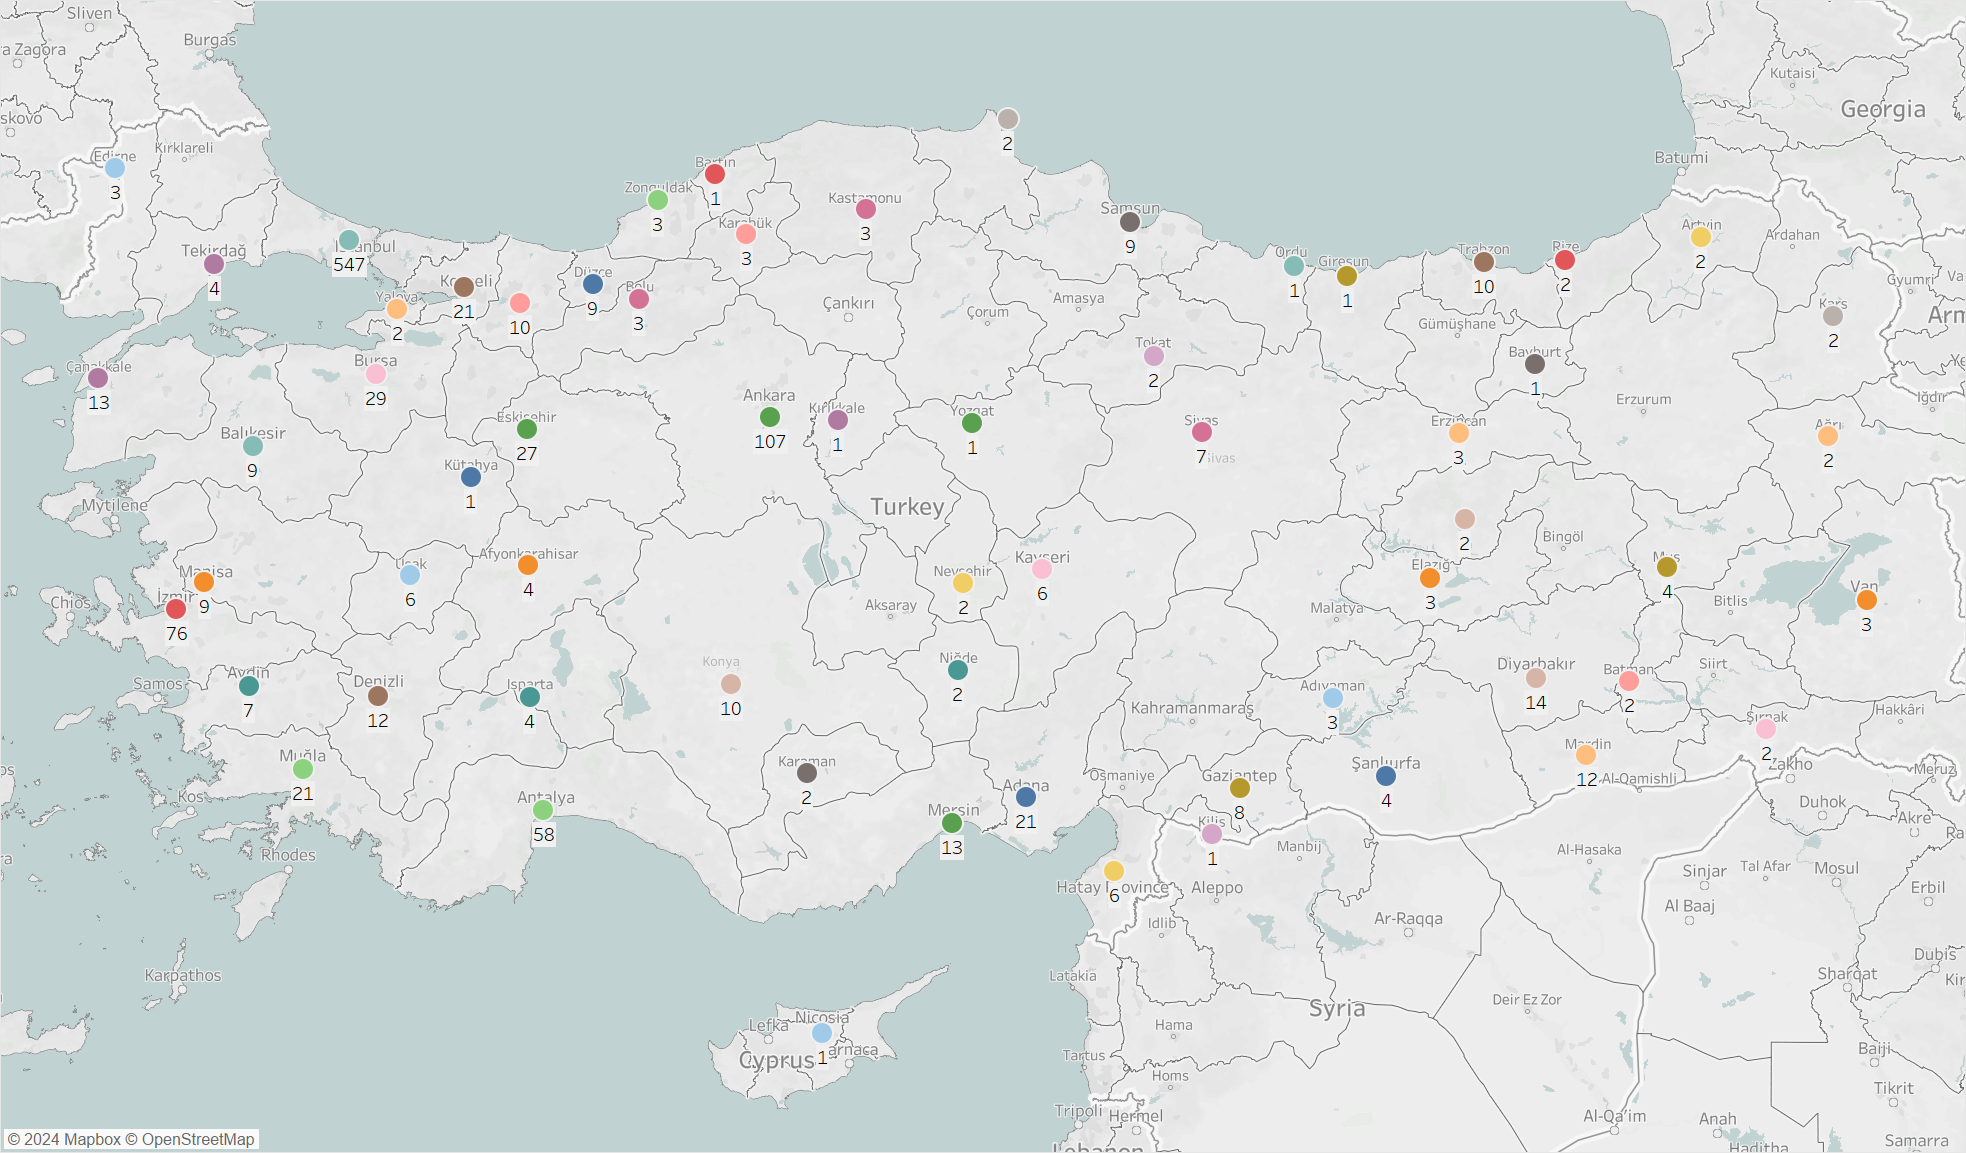 Sliven
Burgas
a Zagora
Kutaisi
Georgia
skovo
2
Kırklareli
Edirne
3
Batumi
Bartın
1
Zonguldak
3
Kastamonu
3
Karabük
3
Samsun
9
Artvin
2
Ardahan
Tekirdağ
4
İstanbul
547
Kocaeli
21
Yalova
2
10
Düzce
9
Bolu
3
Ordu
1
Giresun
1
Trabzon
10
Rize
2
Gyumri
Va
Çankırı
Amasya
Çorum
Gümüşhane
Kars
2
Arm
Çanakkale
13
Bursa
29
Tokat
2
Bayburt
1
Ye
Ankara
107
Kırıkkale
1
Yozgat
1
Erzurum
Iğdır
Balıkesir
9
Eskişehir
27
Sivas
7
Sivas
Erzincan
3
Ağrı
2
Kütahya
1
Mytilene
Turkey
2
Bingöl
Afyonkarahisar
4
Uşak
6
Manisa
9
İzmir
76
Chios
Kayseri
6
Nevşehir
2
Aksaray
Elazığ
3
Malatya
Muş
4
Bitlis
Van
3
Samos
Aydın
7
Denizli
12
Isparta
4
Konya
10
Niğde
2
Kahramanmaraş
Adıyaman
3
Diyarbakır
14
Batman
2
Siirt
Şırnak
2
Hakkâri
Muğla
21
Kos
os
Antalya
58
Karaman
2
Mersin
13
Adana
21
Osmaniye
Gaziantep
8
Şanlıurfa
4
Mardin
12
Al-Qamishli
Zakho
Meruz
Duhok
Akre
Ra
Kilis
1
Manbij
Al-Hasaka
Sinjar
Tal Afar
Mosul
Erbil
ra
Rhodes
Hatay Province
6
Aleppo
Idlib
Ar-Raqqa
Al Baaj
Karpathos
Latakia
Sharqat
Dubis
Kir
Deir Ez Zor
Syria
Lefka
Nicosia
Cyprus
1
arnaca
Hama
Tartus
Homs
Baiji
Tikrit
Tripoli
Hermel
Al-Qa'im
Anah
Haditha
Samarra
Lebanon
© 2024 Mapbox © OpenStreetMap